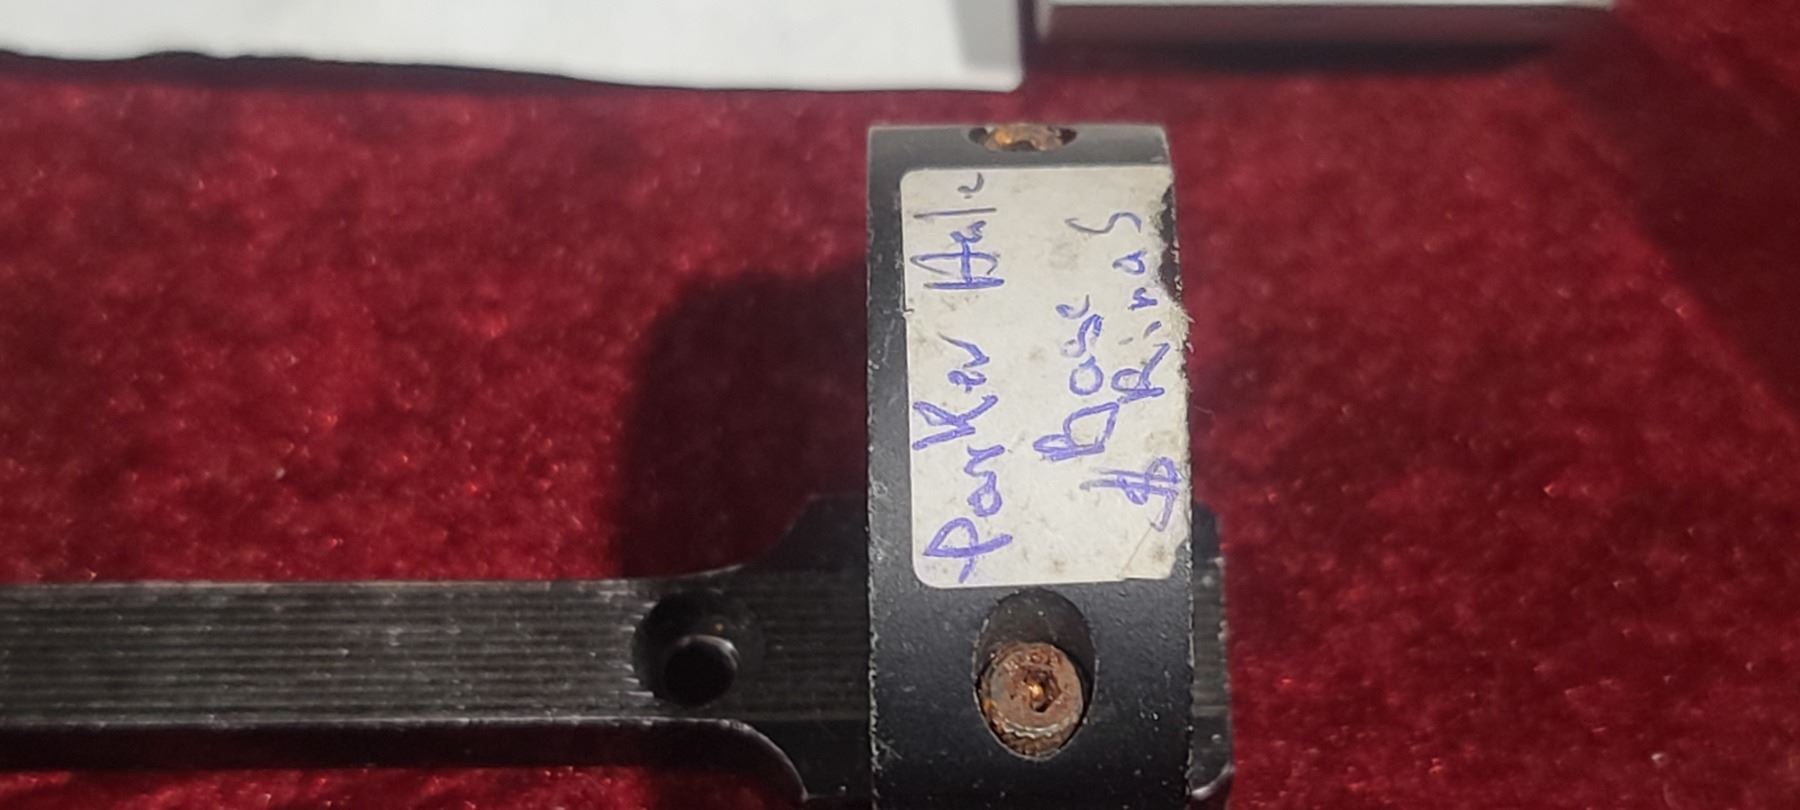 Parker Hale
Base
& Rings